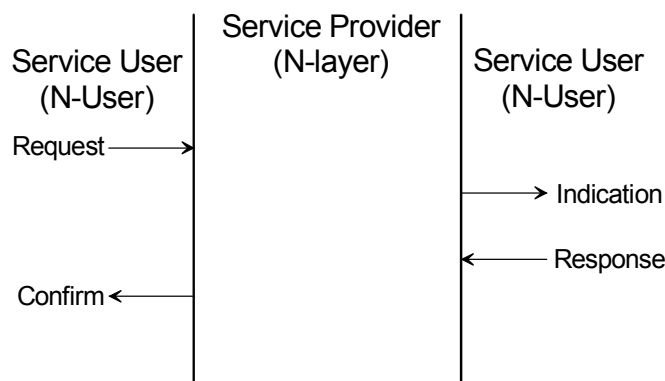 Service Provider
(N-layer)
Service User
(N-User)
Service User
(N-User)
Request
Indication
Response
Confirm